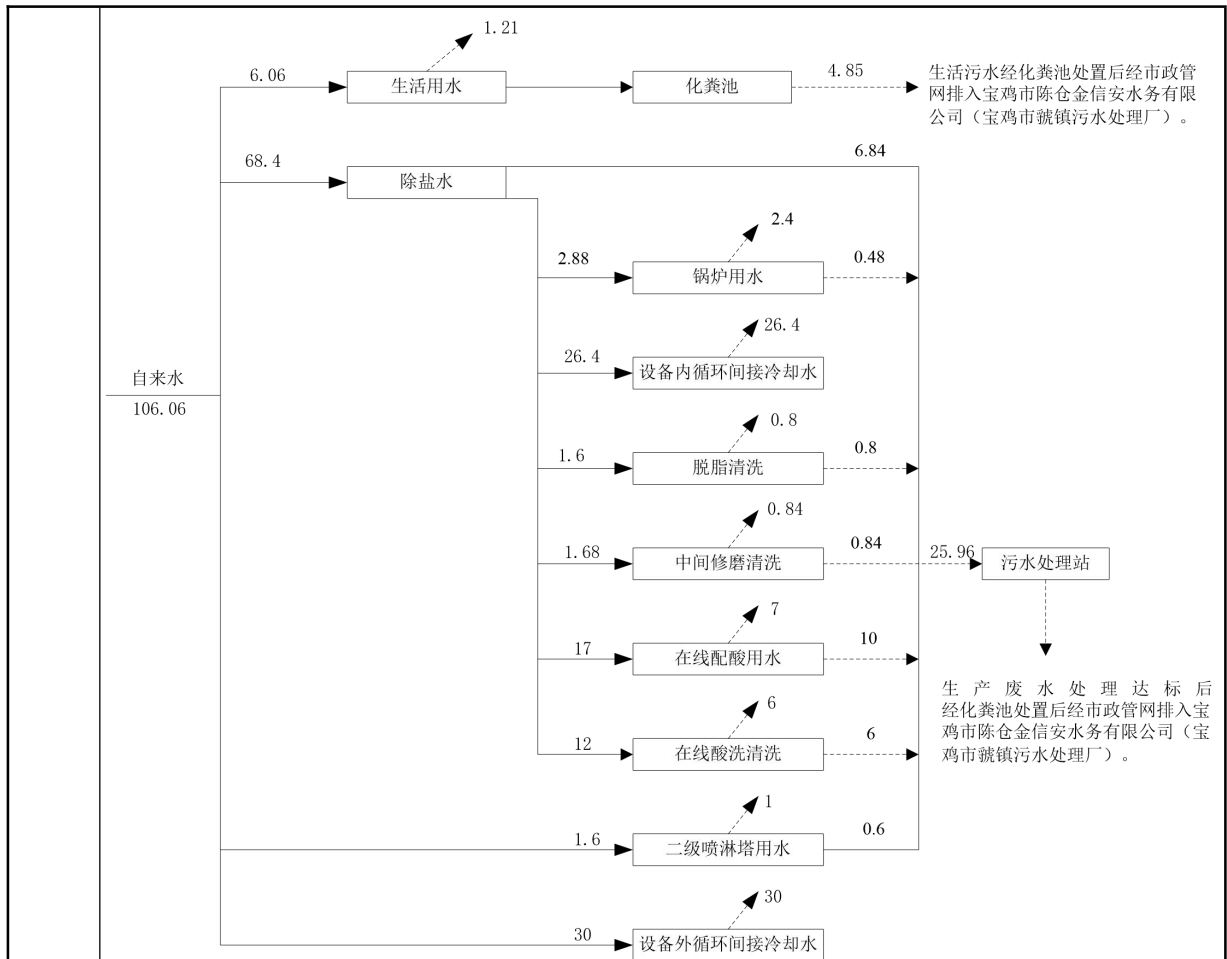 1.21
6.06
生活用水
化粪池
4.85
生活污水经化粪池处置后经市政管
网排入宝鸡市陈仓金信安水务有限
公司（宝鸡市虢镇污水处理厂）。
68.4
除盐水
6.84
2.4
2.88
锅炉用水
0.48
26.4
26.4
设备内循环间接冷却水
自来水
106.06
0.8
1.6
脱脂清洗
0.8
0.84
1.68
中间修磨清洗
0.84
25.96
污水处理站
7
17
在线配酸用水
10
生产废水处理达标后
经化粪池处置后经市政管网排入宝
鸡市陈仓金信安水务有限公司（宝
鸡市虢镇污水处理厂）。
6
12
在线酸洗清洗
6
1
1.6
二级喷淋塔用水
0.6
30
30
设备外循环间接冷却水